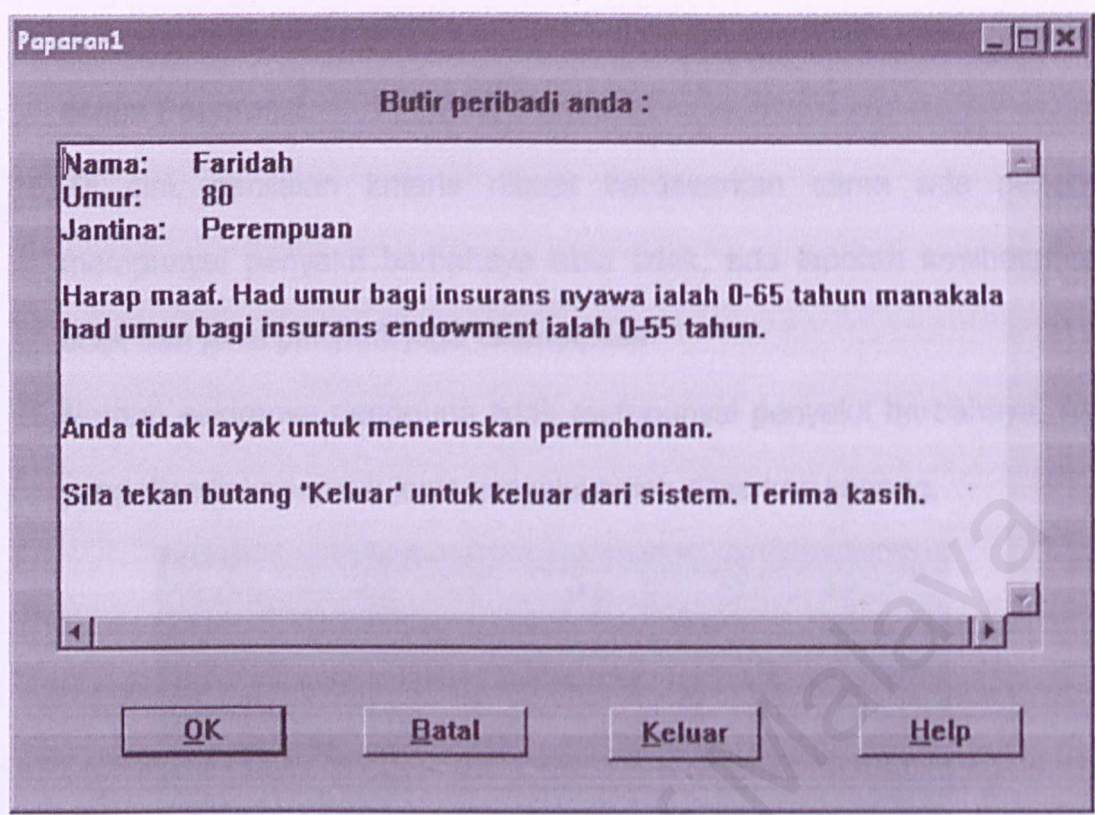 Paparan1
Butir peribadi anda :
Nama: Faridah
Umur: 80
Jantina: Perempuan
Harap maaf. Had umur bagi insurans nyawa ialah 0-65 tahun manakala
had umur bagi insurans endowment ialah 0-55 tahun.
Anda tidak layak untuk meneruskan permohonan.
Sila tekan butang 'Keluar' untuk keluar dari sistem. Terima kasih.
OK Batal Keluar Help
Malaya